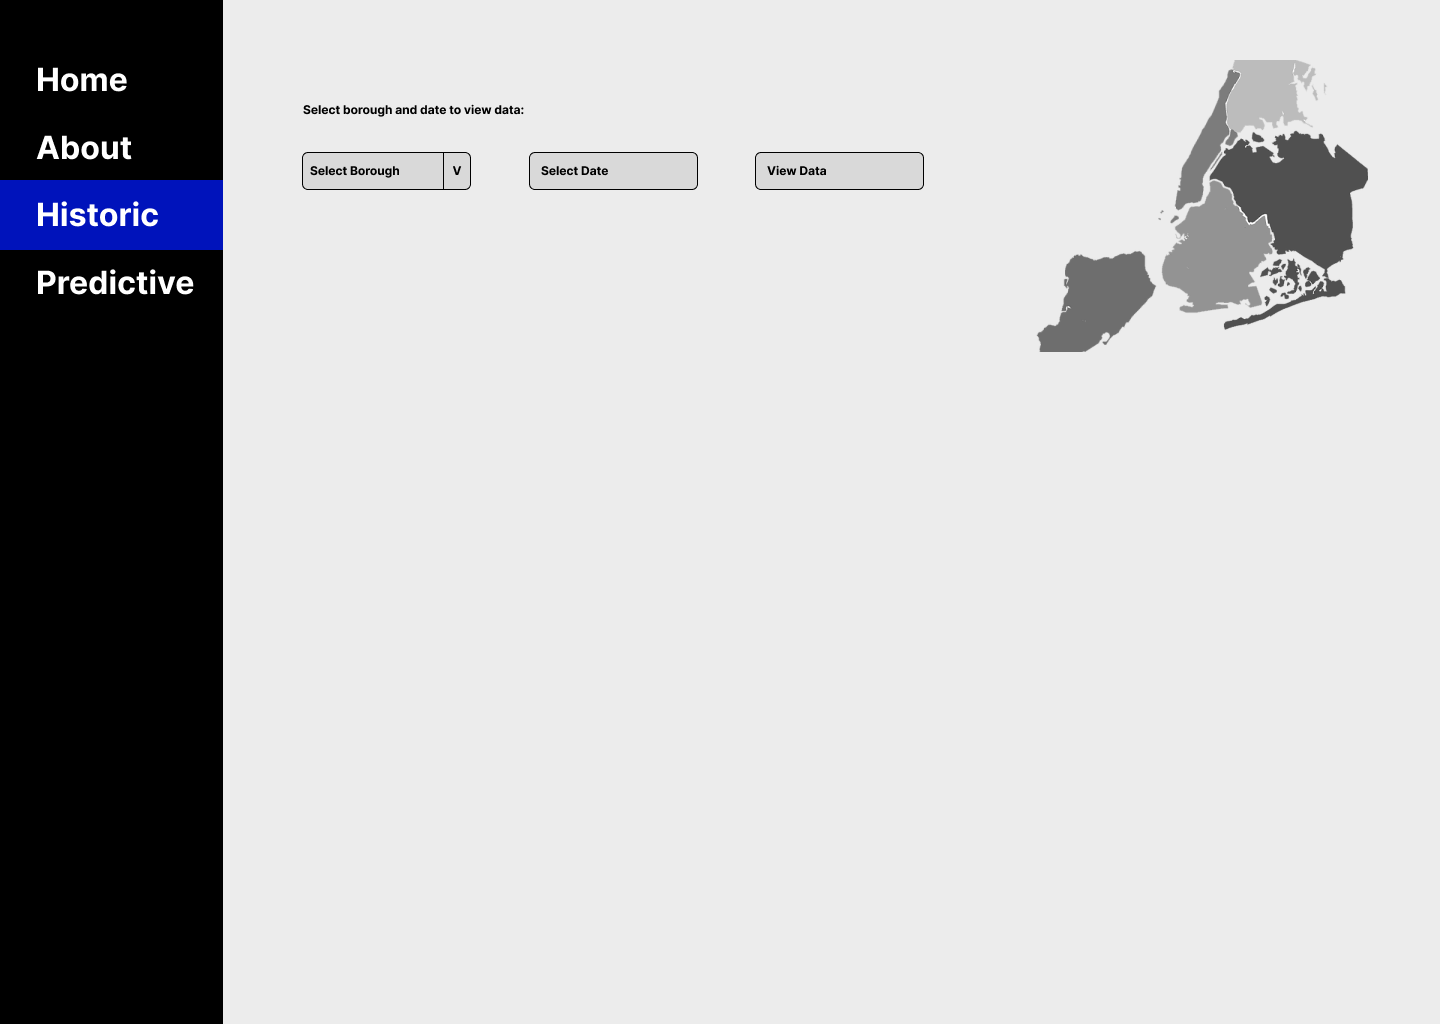 Home
About
Historic
Predictive
Select borough and date to view data:
Select Borough V
Select Date
View Data